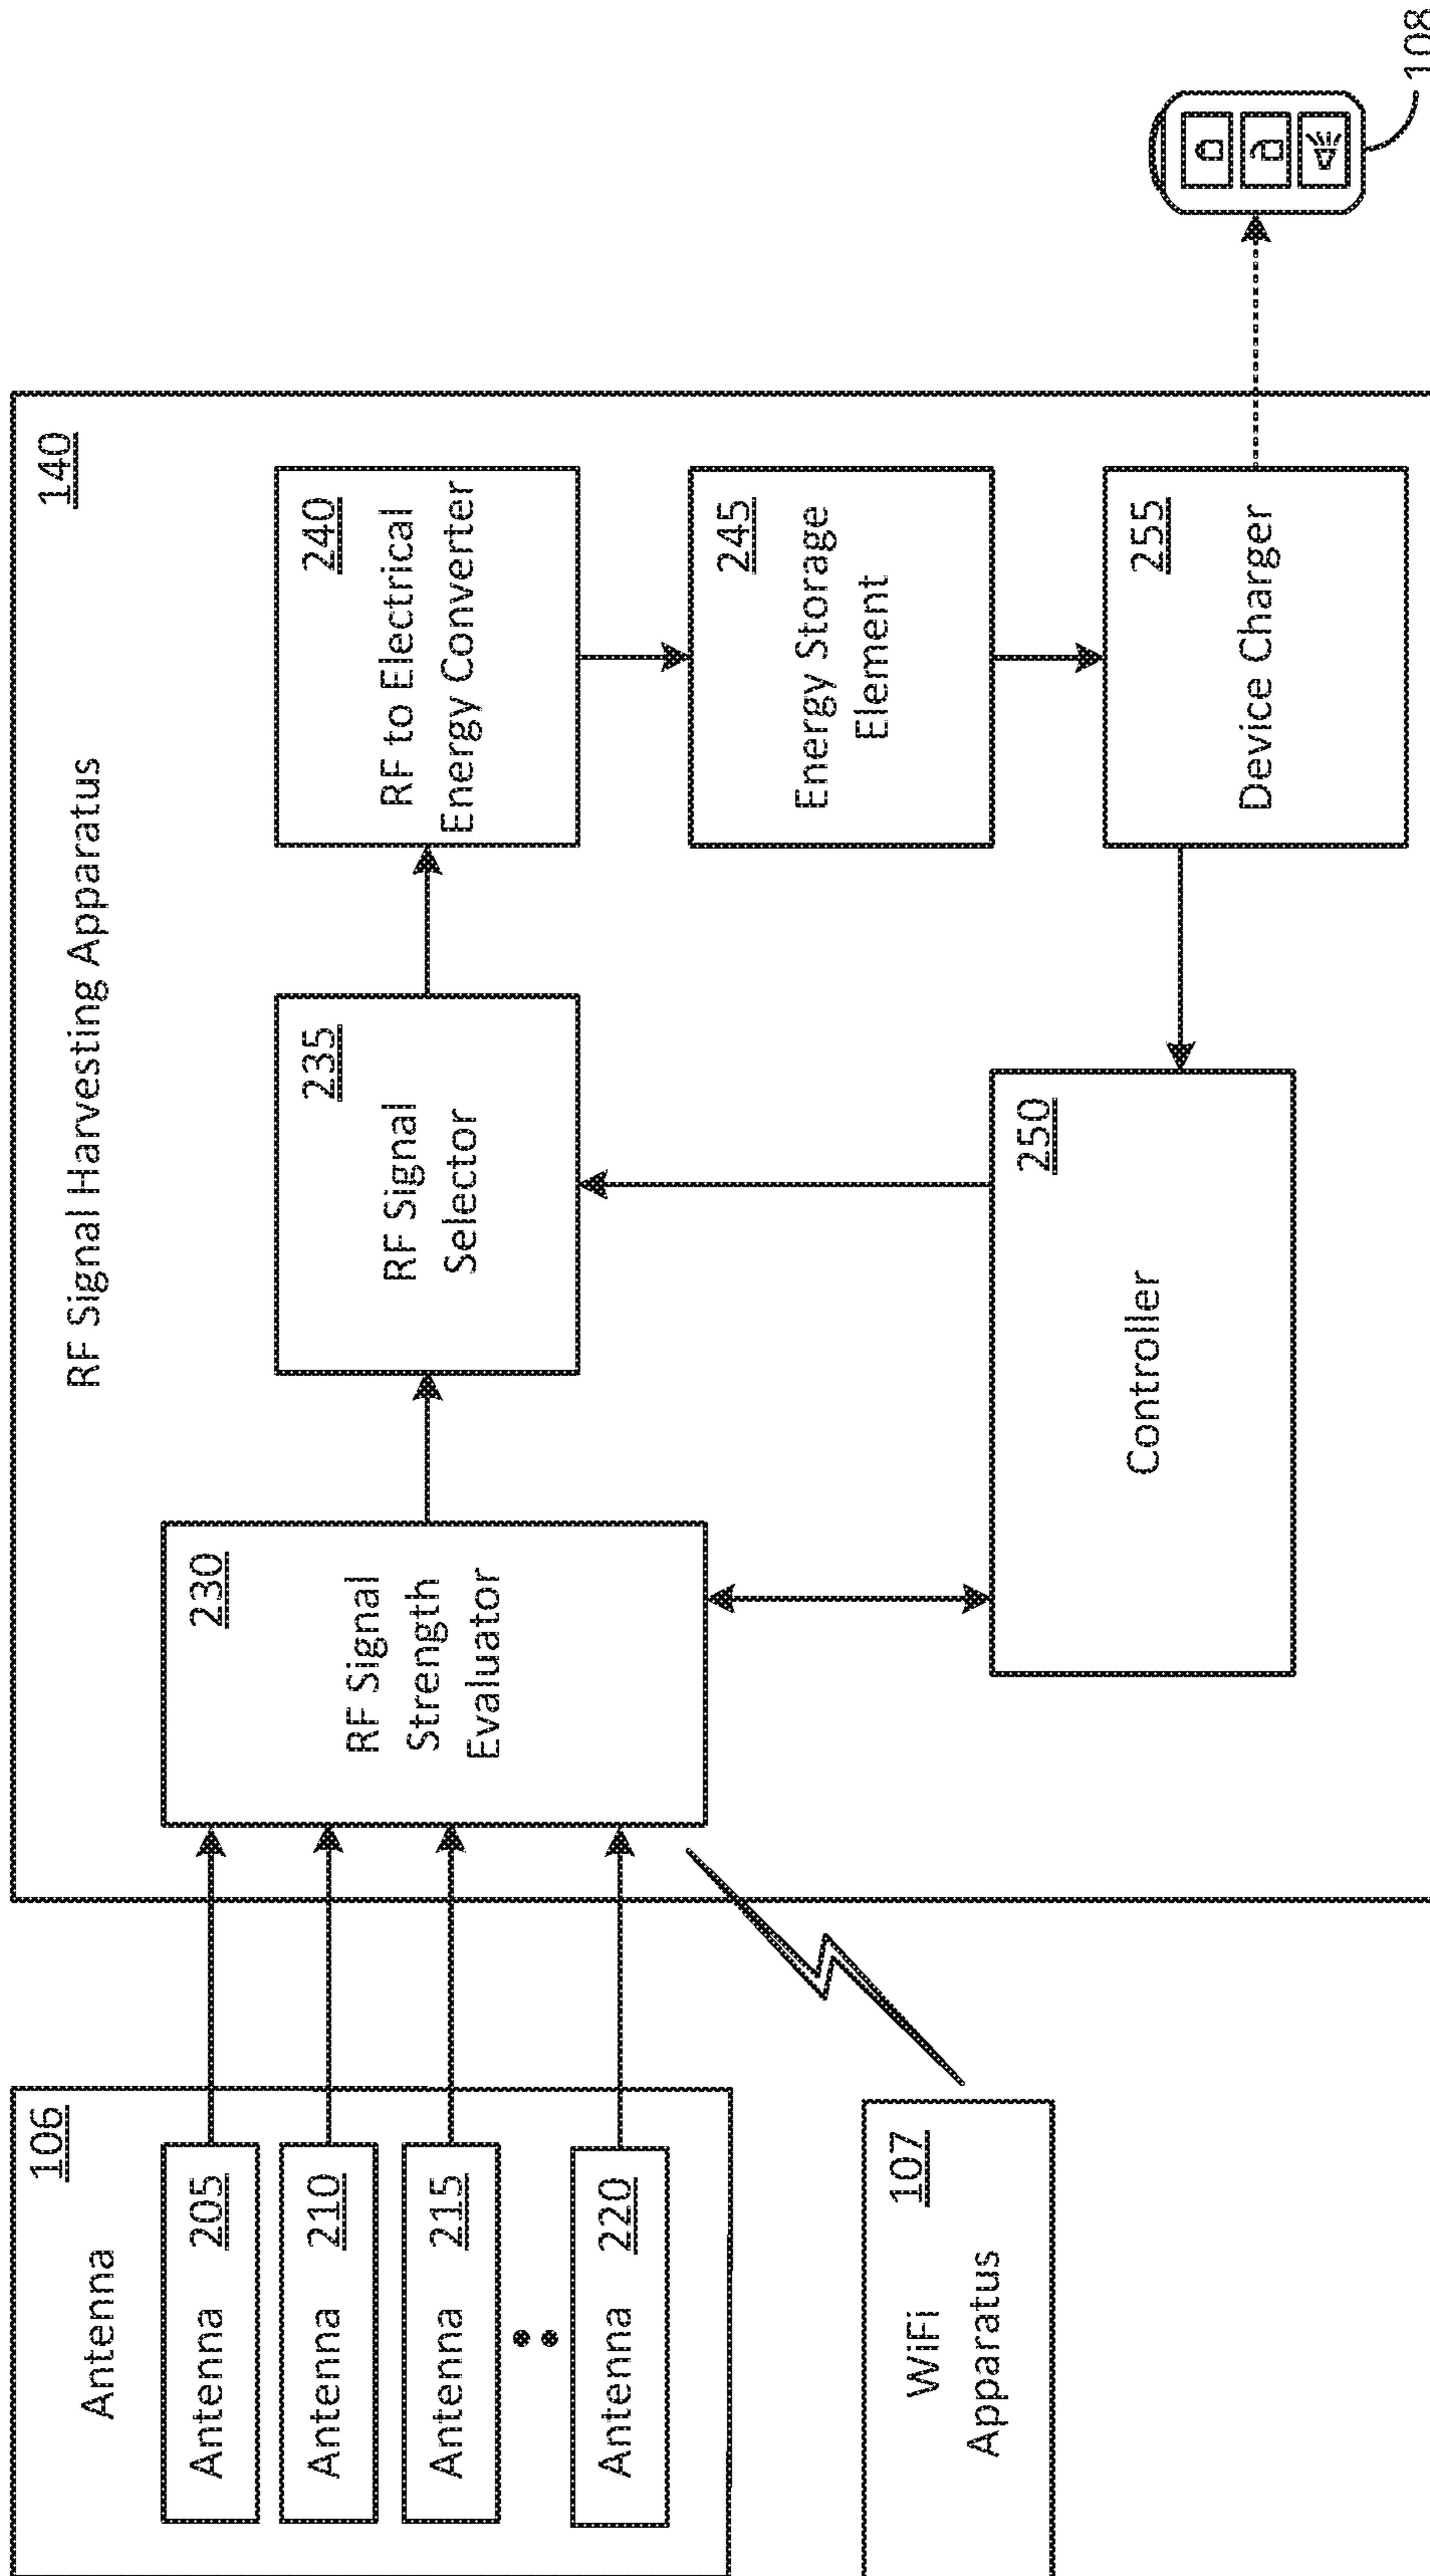 106
Antenna
Antenna 205
Antenna 210
Antenna 215
Antenna 220
107
WiFi
Apparatus
140
RF Signal Harvesting Apparatus
230
RF Signal
Strength
Evaluator
235
RF Signal
Selector
240
RF to Electrical
Energy Converter
245
Energy Storage
Element
250
Controller
255
Device Charger
108